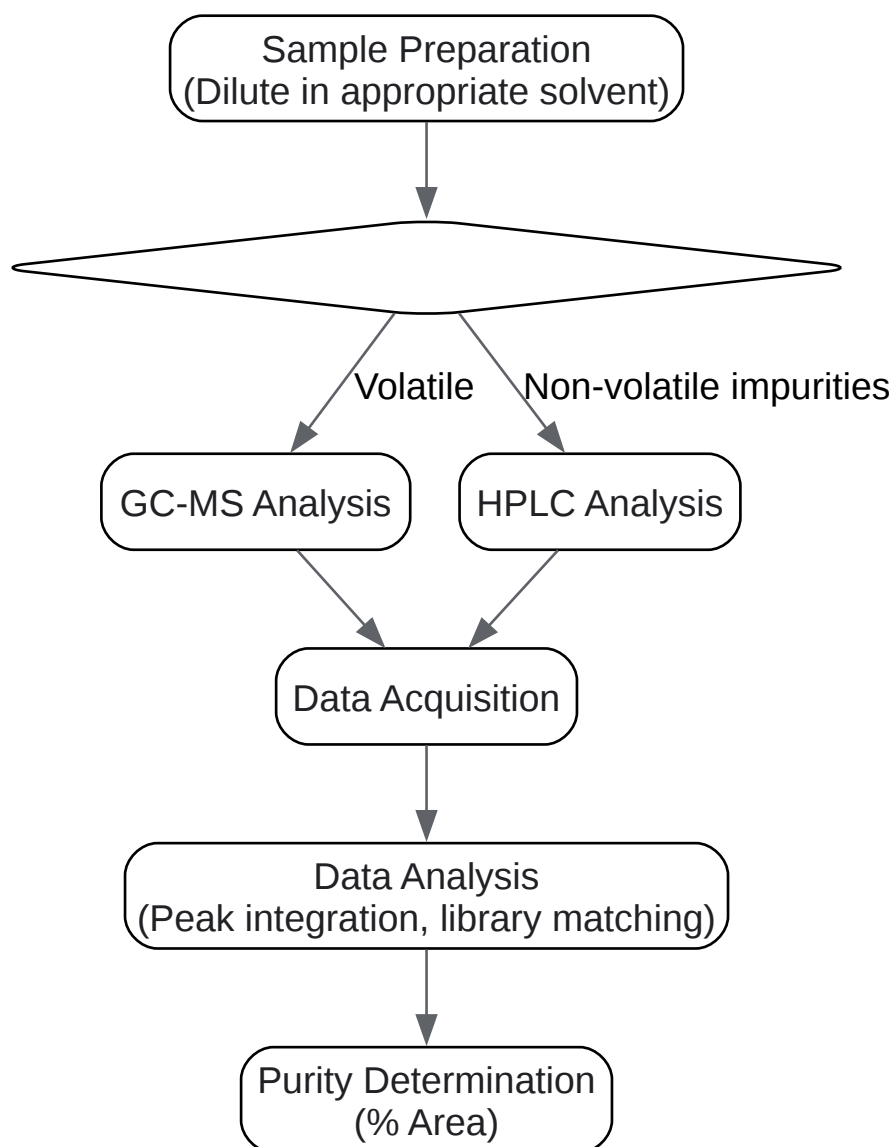 Sample Preparation
(Dilute in appropriate solvent)
Volatile
Non-volatile impurities
GC-MS Analysis
HPLC Analysis
Data Acquisition
Data Analysis
(Peak integration, library matching)
Purity Determination
(% Area)